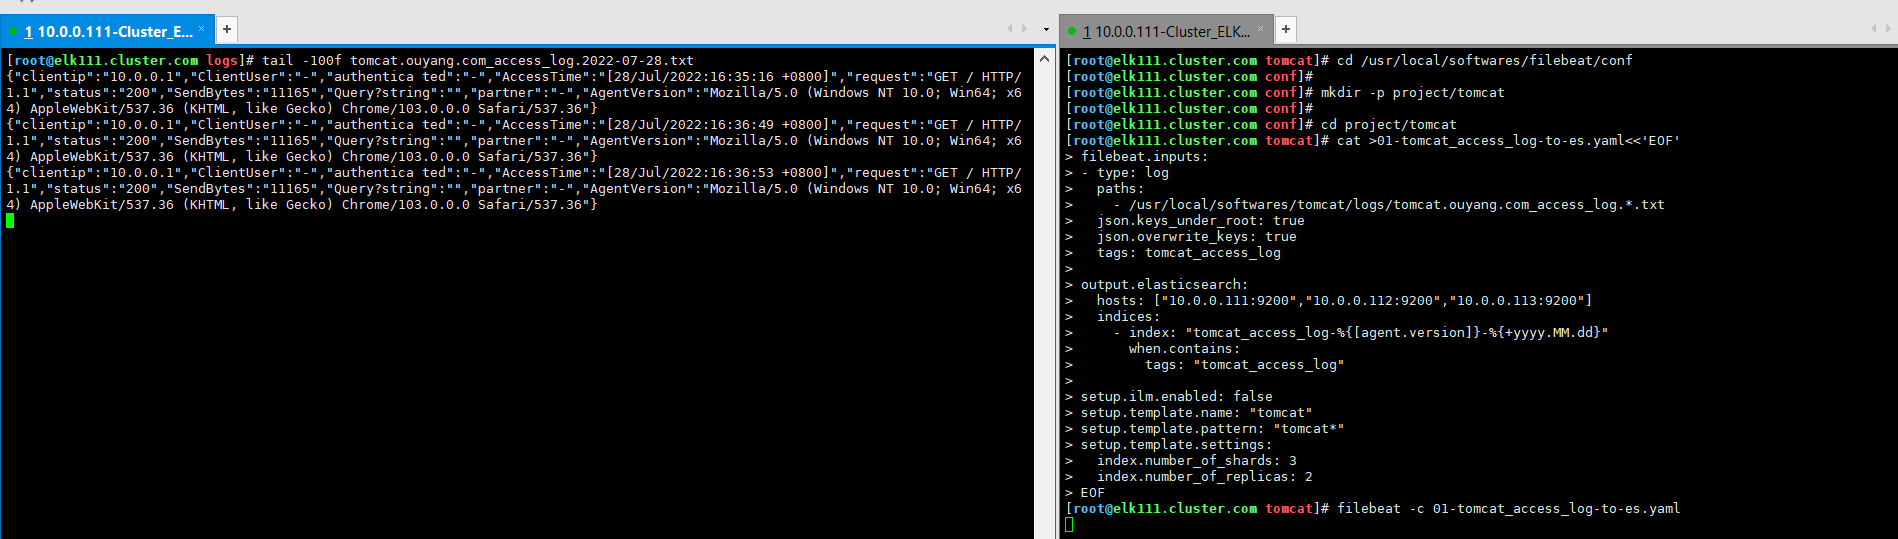 1 10.0.0.111-Cluster_E... × +
[root@elk111.cluster.com logs]# tail -100f tomcat.ouyang.com_access_log.2022-07-28.txt
{"clientip":"10.0.0.1","ClientUser":"-","authentica ted":"-","AccessTime":"[28/Jul/2022:16:35:16 +0800]","request":"GET / HTTP/
1.1","status":"200","SendBytes":"11165","Query?string":"","partner":"-","AgentVersion":"Mozilla/5.0 (Windows NT 10.0; Win64; x6
4) AppleWebKit/537.36 (KHTML, like Gecko) Chrome/103.0.0.0 Safari/537.36"}
{"clientip":"10.0.0.1","ClientUser":"-","authentica ted":"-","AccessTime":"[28/Jul/2022:16:36:49 +0800]","request":"GET / HTTP/
1.1","status":"200","SendBytes":"11165","Query?string":"","partner":"-","AgentVersion":"Mozilla/5.0 (Windows NT 10.0; Win64; x6
4) AppleWebKit/537.36 (KHTML, like Gecko) Chrome/103.0.0.0 Safari/537.36"}
{"clientip":"10.0.0.1","ClientUser":"-","authentica ted":"-","AccessTime":"[28/Jul/2022:16:36:53 +0800]","request":"GET / HTTP/
1.1","status":"200","SendBytes":"11165","Query?string":"","partner":"-","AgentVersion":"Mozilla/5.0 (Windows NT 10.0; Win64; x6
4) AppleWebKit/537.36 (KHTML, like Gecko) Chrome/103.0.0.0 Safari/537.36"}
1 10.0.0.111-Cluster_ELK... × +
[root@elk111.cluster.com tomcat]# cd /usr/local/softwares/filebeat/conf
[root@elk111.cluster.com conf]#
[root@elk111.cluster.com conf]# mkdir -p project/tomcat
[root@elk111.cluster.com conf]#
[root@elk111.cluster.com conf]# cd project/tomcat
[root@elk111.cluster.com tomcat]# cat >01-tomcat_access_log-to-es.yaml<<'EOF'
> filebeat.inputs:
> - type: log
>   paths:
>     - /usr/local/softwares/tomcat/logs/tomcat.ouyang.com_access_log.*.txt
>   json.keys_under_root: true
>   json.overwrite_keys: true
>   tags: tomcat_access_log
>
> output.elasticsearch:
>   hosts: ["10.0.0.111:9200","10.0.0.112:9200","10.0.0.113:9200"]
>   indices:
>     - index: "tomcat_access_log-%{[agent.version]}-%{+yyyy.MM.dd}"
>       when.contains:
>         tags: "tomcat_access_log"
>
> setup.ilm.enabled: false
> setup.template.name: "tomcat"
> setup.template.pattern: "tomcat*"
> setup.template.settings:
>   index.number_of_shards: 3
>   index.number_of_replicas: 2
> EOF
[root@elk111.cluster.com tomcat]# filebeat -c 01-tomcat_access_log-to-es.yaml